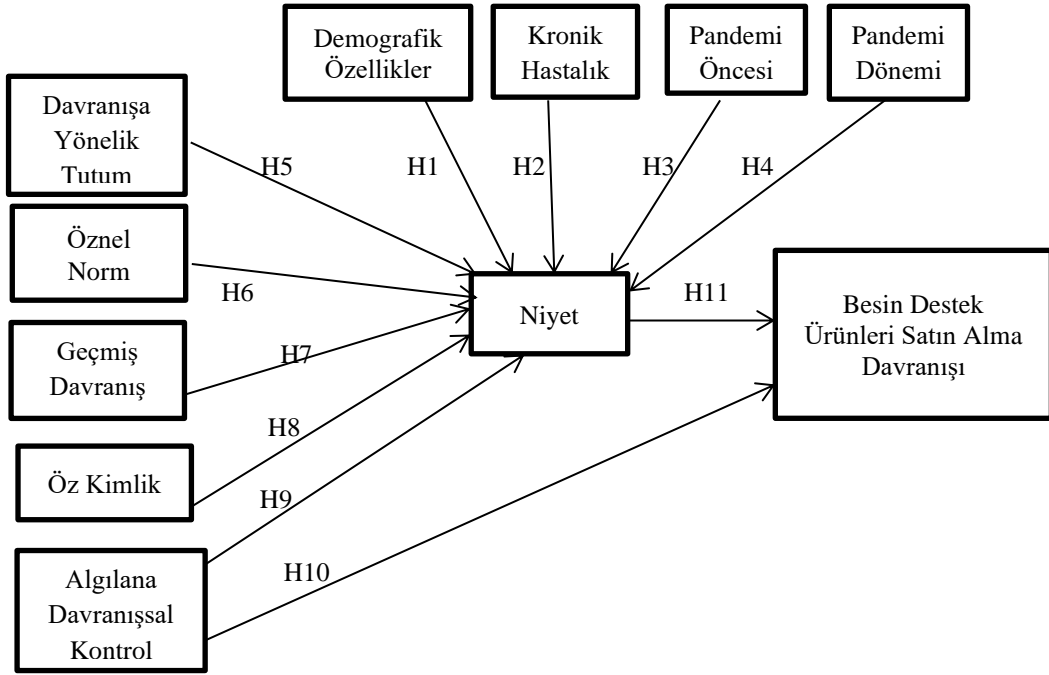 Demografik
Özellikler
Kronik
Hastalık
Pandemi
Öncesi
Pandemi
Dönemi
Davranışa
Yönelik
Tutum
H5
H1
H2
H3
H4
Öznel
Norm
H6
Niyet
H11
Besin Destek
Ürünleri Satın Alma
Davranışı
Geçmiş
Davranış
H7
Öz Kimlik
H8
H9
Algılana
Davranışsal
Kontrol
H10